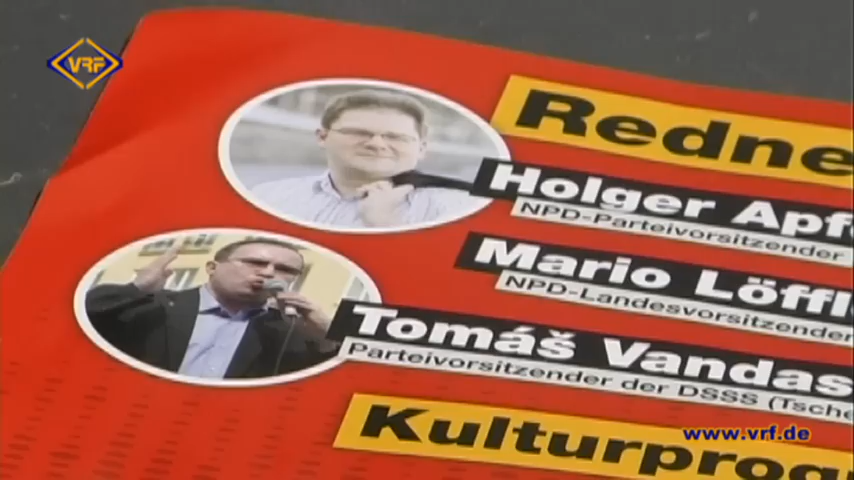 VRF
Redne
Holger Apf
NPD-Parteivorsitzender
Mario Löffl
NPD-Landesvorsitzender
Tomáš Vandas
Parteivorsitzender der DSSS (Tsche
Kulturprog
www.vrf.de